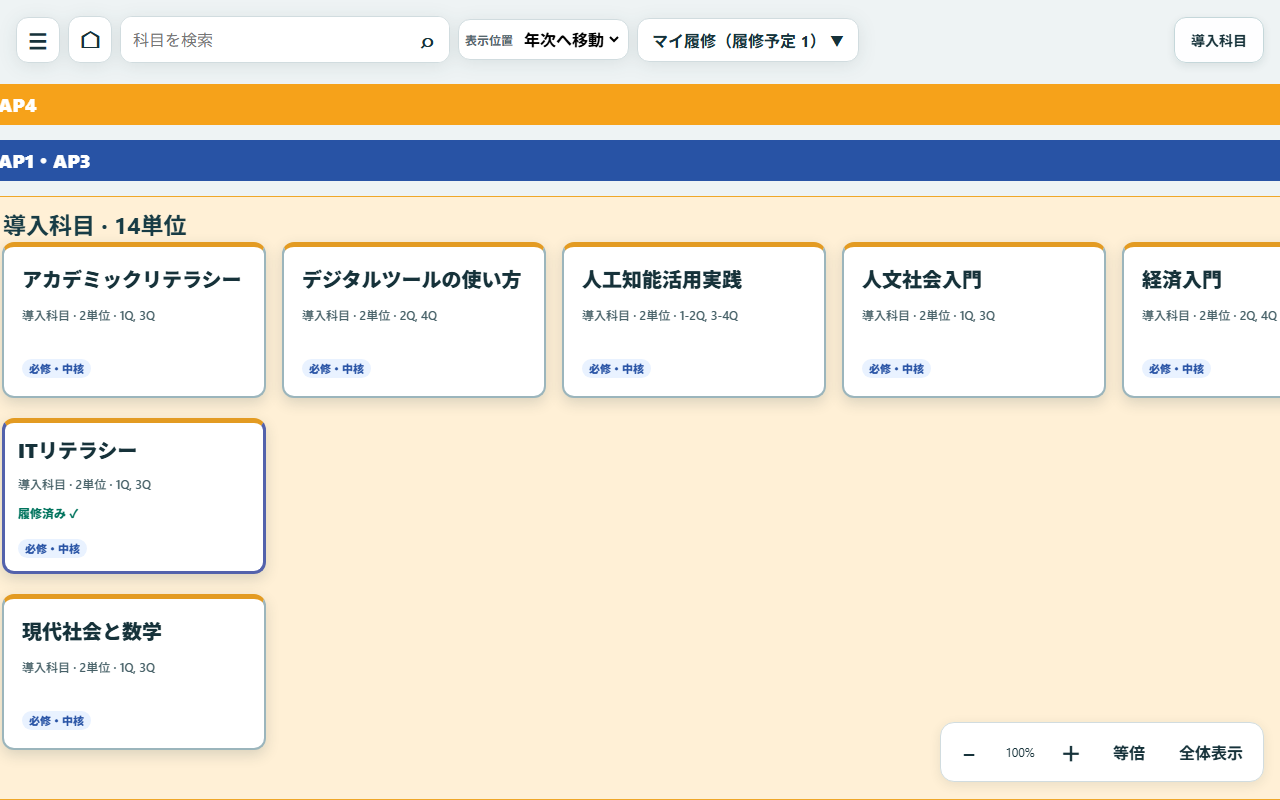 科目を検索
表示位置 年次へ移動
マイ履修（履修予定 1） ▼
導入科目
AP4
AP1・AP3
導入科目 · 14単位
アカデミックリテラシー
導入科目 · 2単位 · 1Q, 3Q
必修・中核
デジタルツールの使い方
導入科目 · 2単位 · 2Q, 4Q
必修・中核
人工知能活用実践
導入科目 · 2単位 · 1-2Q, 3-4Q
必修・中核
人文社会入門
導入科目 · 2単位 · 1Q, 3Q
必修・中核
経済入門
導入科目 · 2単位 · 2Q, 4Q
必修・中核
ITリテラシー
導入科目 · 2単位 · 1Q, 3Q
履修済み ✓
必修・中核
現代社会と数学
導入科目 · 2単位 · 1Q, 3Q
必修・中核
− 100% ＋ 等倍 全体表示